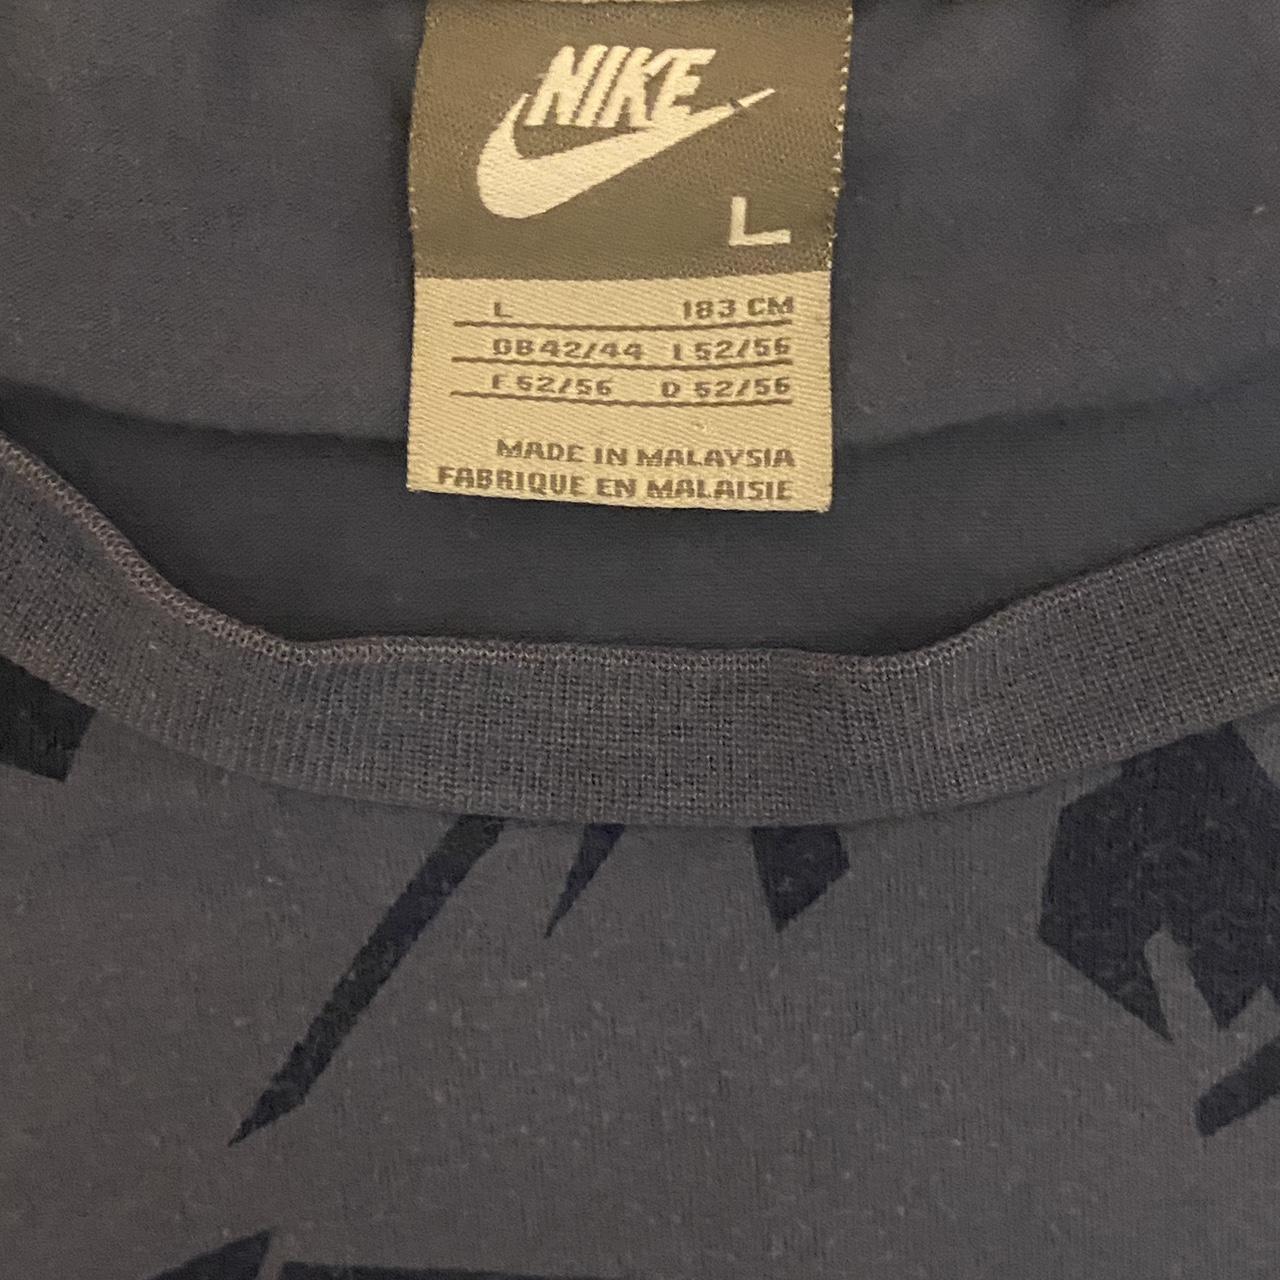 NIKE
L
L 183 CM
GB 42/44 I 52/56
F 52/56 D 52/56
MADE IN MALAYSIA
FABRIQUE EN MALAISIE